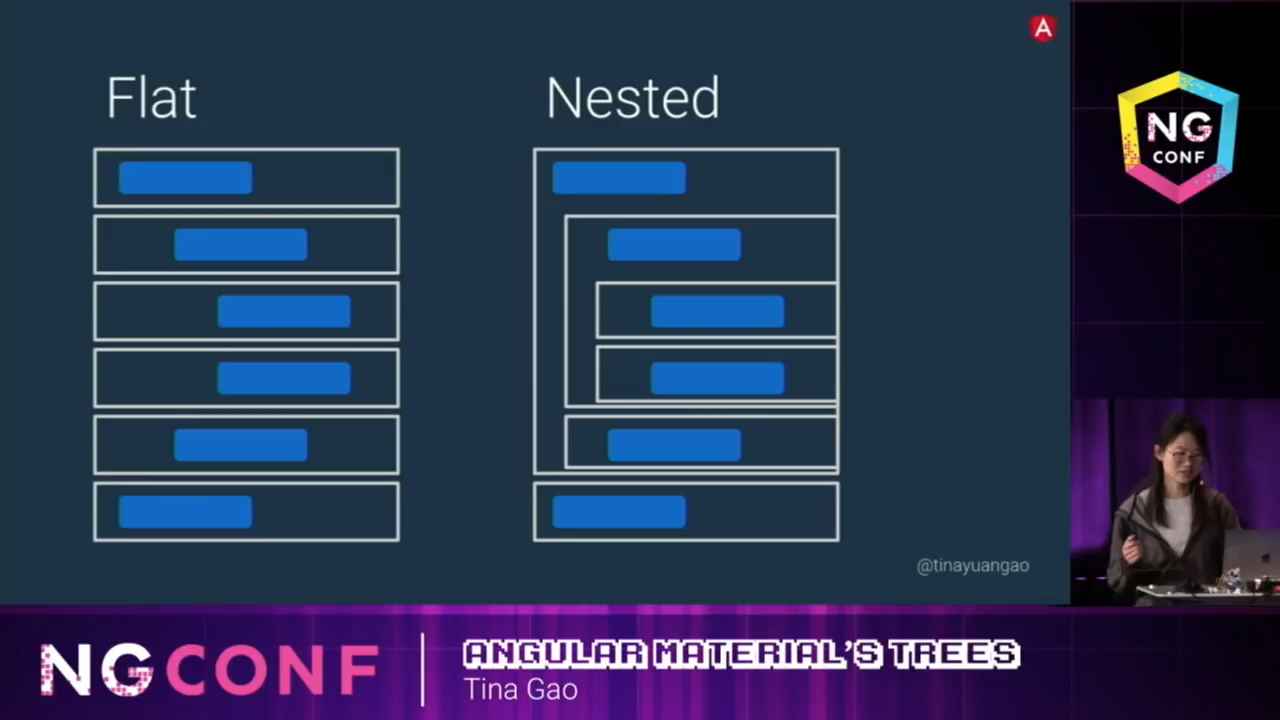 Flat
Nested
@tinayuangao
A
NG
CONF
NGCONF
ANGULAR MATERIAL'S TREES
Tina Gao